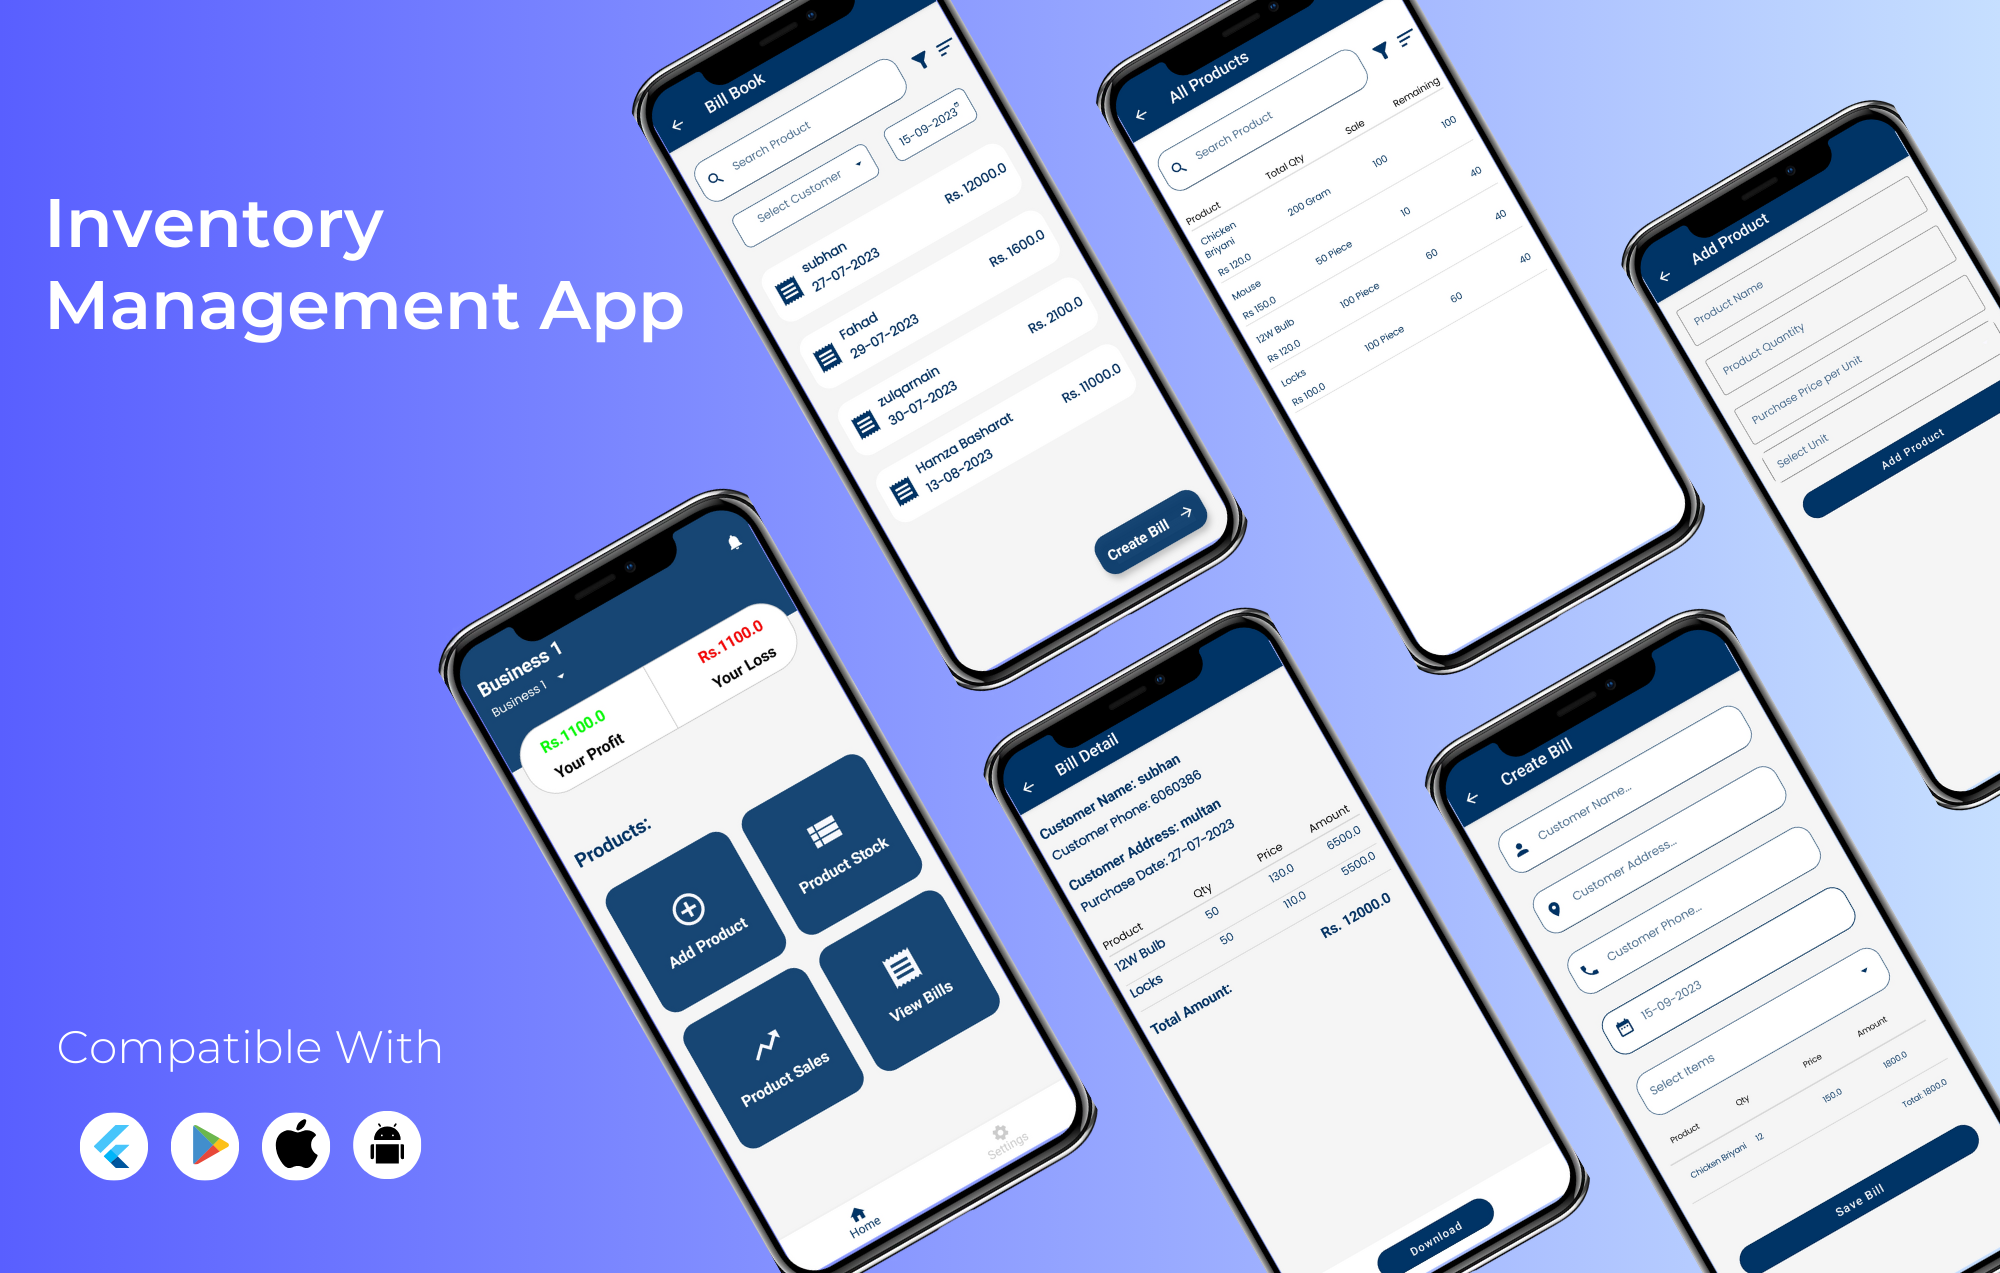 Inventory
Management App
Compatible With
Bill Book
Search Product
Select Customer
15-09-2023
subhan
27-07-2023
Rs. 12000.0
Fahad
29-07-2023
Rs. 1600.0
zulqarnain
30-07-2023
Rs. 2100.0
Hamza Basharat
13-08-2023
Rs. 11000.0
Create Bill
All Products
Search Product
Product Total Qty Sale Remaining
Chicken
Briyani
Rs 120.0
200 Gram 100 100
Mouse
Rs 150.0
50 Piece 10 40
12W Bulb
Rs 120.0
100 Piece 60 40
Locks
Rs 100.0
100 Piece 60 40
Add Product
Product Name
Product Quantity
Purchase Price per Unit
Select Unit
Add Product
Business 1
Business 1
Rs.1100.0
Your Profit
Rs.1100.0
Your Loss
Products:
Add Product
Product Stock
Product Sales
View Bills
Home
Settings
Bill Detail
Customer Name: subhan
Customer Phone: 6060386
Customer Address: multan
Purchase Date: 27-07-2023
Product Qty Price Amount
12W Bulb 50 130.0 6500.0
Locks 50 110.0 5500.0
Total Amount: Rs. 12000.0
Download
Create Bill
Customer Name...
Customer Address...
Customer Phone...
15-09-2023
Select Items
Product Qty Price Amount
Chicken Briyani 12 150.0 1800.0
Total: 1800.0
Save Bill